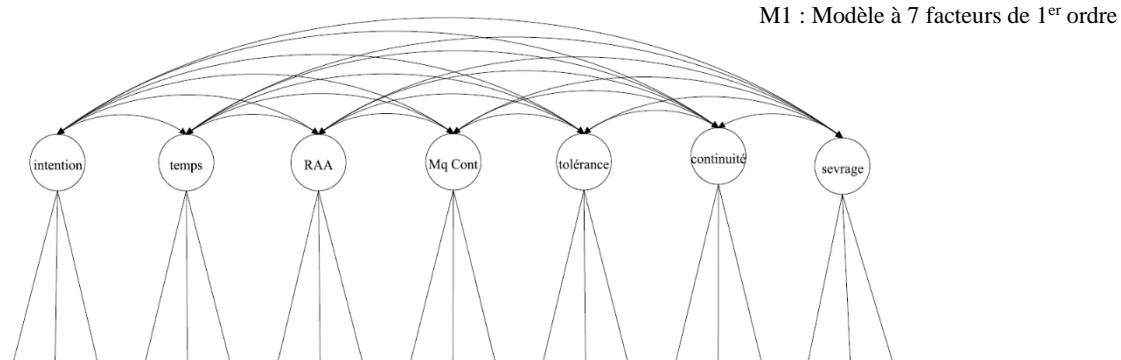 M1 : Modèle à 7 facteurs de 1er ordre
intention
temps
RAA
Mq Cont
tolérance
continuité
sevrage